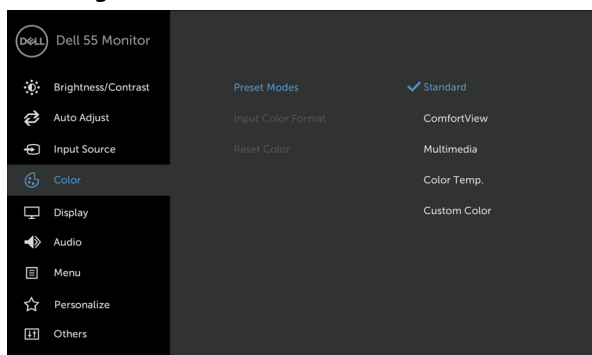 DELL Dell 55 Monitor
Brightness/Contrast Preset Modes Standard
Auto Adjust Input Color Format ComfortView
Input Source Reset Color Multimedia
Color Color Temp.
Display Custom Color
Audio
Menu
Personalize
Others